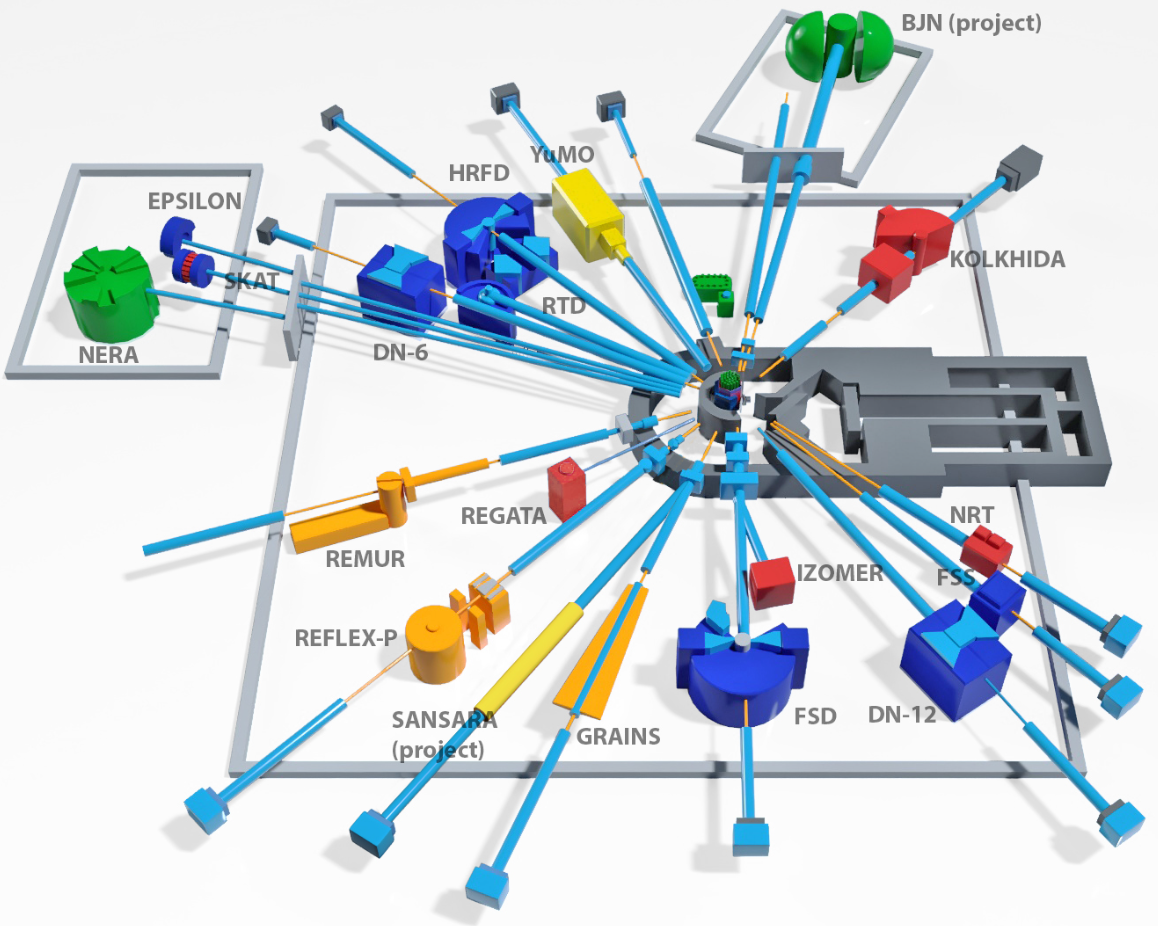 BJN (project)
YuMO
HRFD
EPSILON
KOLKHIDA
SKAT
RTD
NERA
DN-6
REGATA
NRT
REMUR
IZOMER
FSS
REFLEX-P
SANSARA
(project)
GRAINS
FSD
DN-12